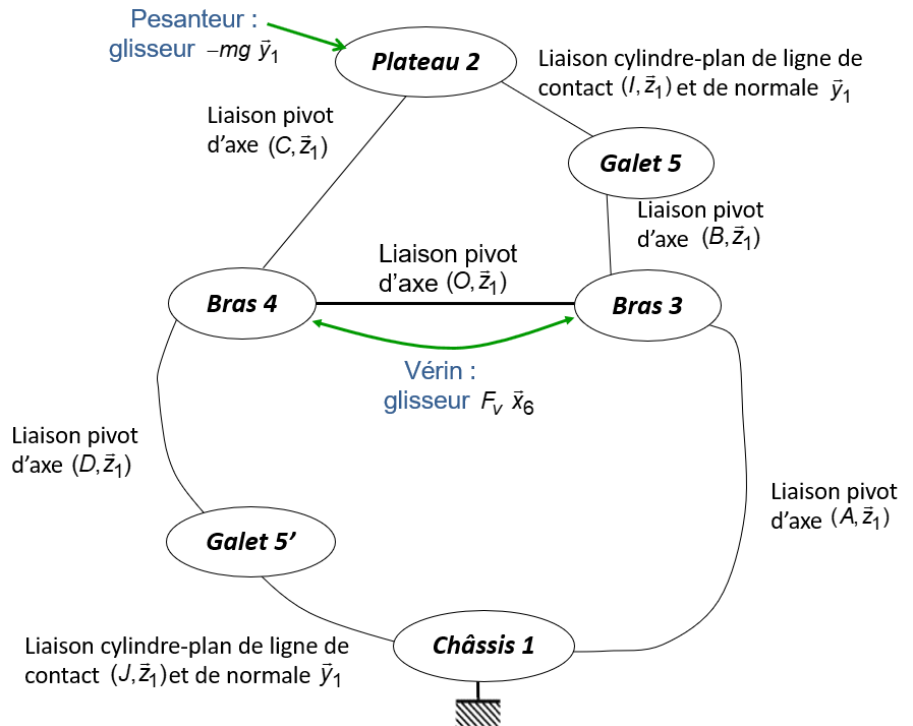 Pesanteur :
glisseur −mg y⃗₁
Plateau 2
Liaison cylindre-plan de ligne de
contact (I, z⃗₁) et de normale y⃗₁
Liaison pivot
d'axe (C, z⃗₁)
Galet 5
Liaison pivot
d'axe (B, z⃗₁)
Liaison pivot
d'axe (O, z⃗₁)
Bras 4
Bras 3
Vérin :
glisseur Fᵥ x⃗₆
Liaison pivot
d'axe (D, z⃗₁)
Liaison pivot
d'axe (A, z⃗₁)
Galet 5'
Liaison cylindre-plan de ligne de
contact (J, z⃗₁) et de normale y⃗₁
Châssis 1